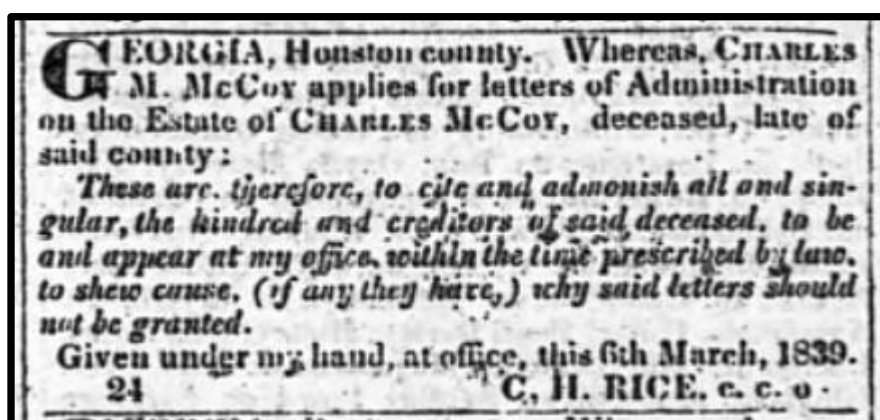 GEORGIA, Houston county. Whereas, CHARLES
M. McCoy applies for letters of Administration
on the Estate of CHARLES McCoy, deceased, late of
said county:
These are, therefore, to cite and admonish all and sin-
gular, the kindred and creditors of said deceased, to be
and appear at my office, within the time prescribed by law,
to shew cause, (if any they have,) why said letters should
not be granted.
Given under my hand, at office, this 6th March, 1839.
24 C. H. RICE, c. c. o.